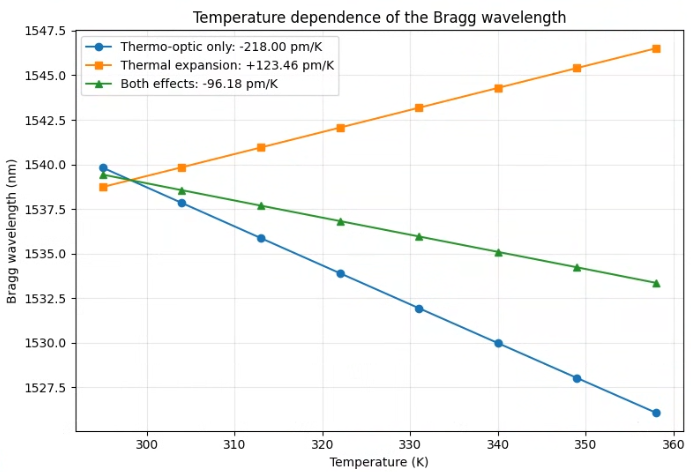 Temperature dependence of the Bragg wavelength
Thermo-optic only: -218.00 pm/K
Thermal expansion: +123.46 pm/K
Both effects: -96.18 pm/K
Bragg wavelength (nm)
1547.5
1545.0
1542.5
1540.0
1537.5
1535.0
1532.5
1530.0
1527.5
300 310 320 330 340 350 360
Temperature (K)